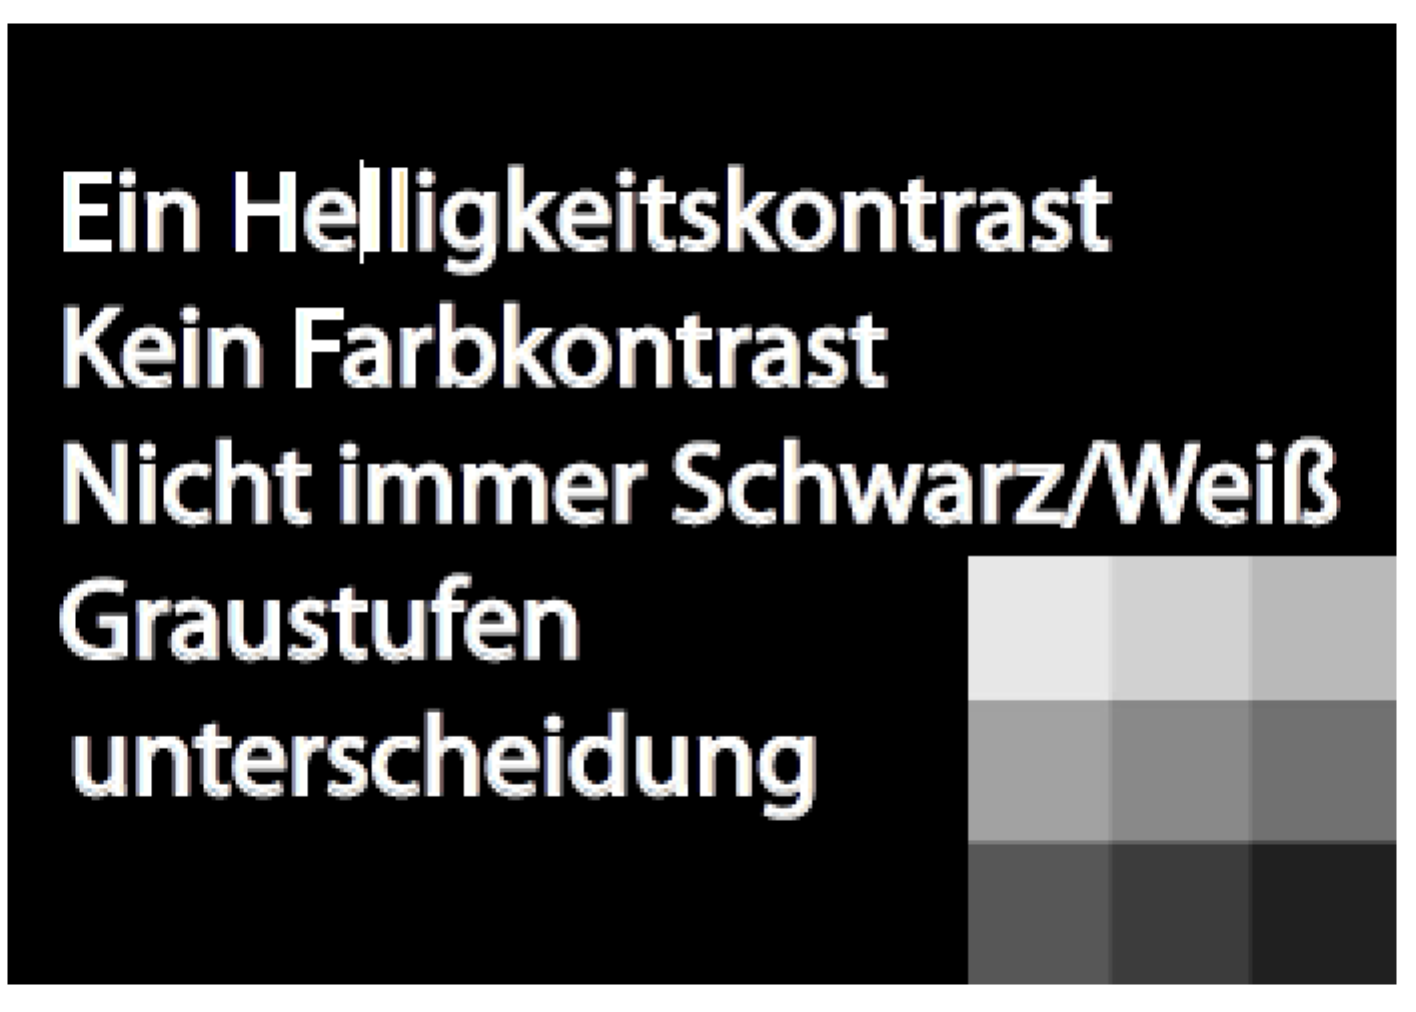 Ein Helligkeitskontrast
Kein Farbkontrast
Nicht immer Schwarz/Weiß
Graustufen
unterscheidung